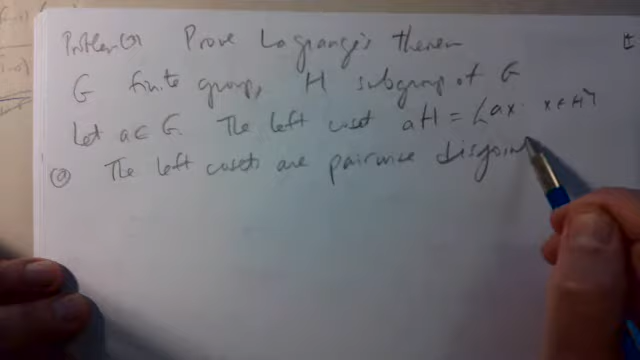 Problem (3) Prove Lagrange's theorem
G finite group, H subgroup of G
Let a ∈ G. The left coset aH = {ax : x ∈ H}
(a) The left cosets are pairwise disjoint